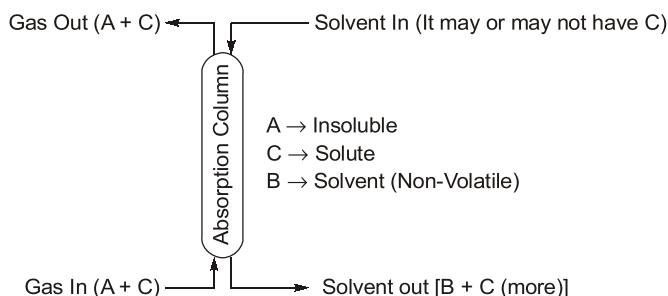 Gas Out (A + C)
Solvent In (It may or may not have C)
Absorption Column
A → Insoluble
C → Solute
B → Solvent (Non-Volatile)
Gas In (A + C)
Solvent out [B + C (more)]